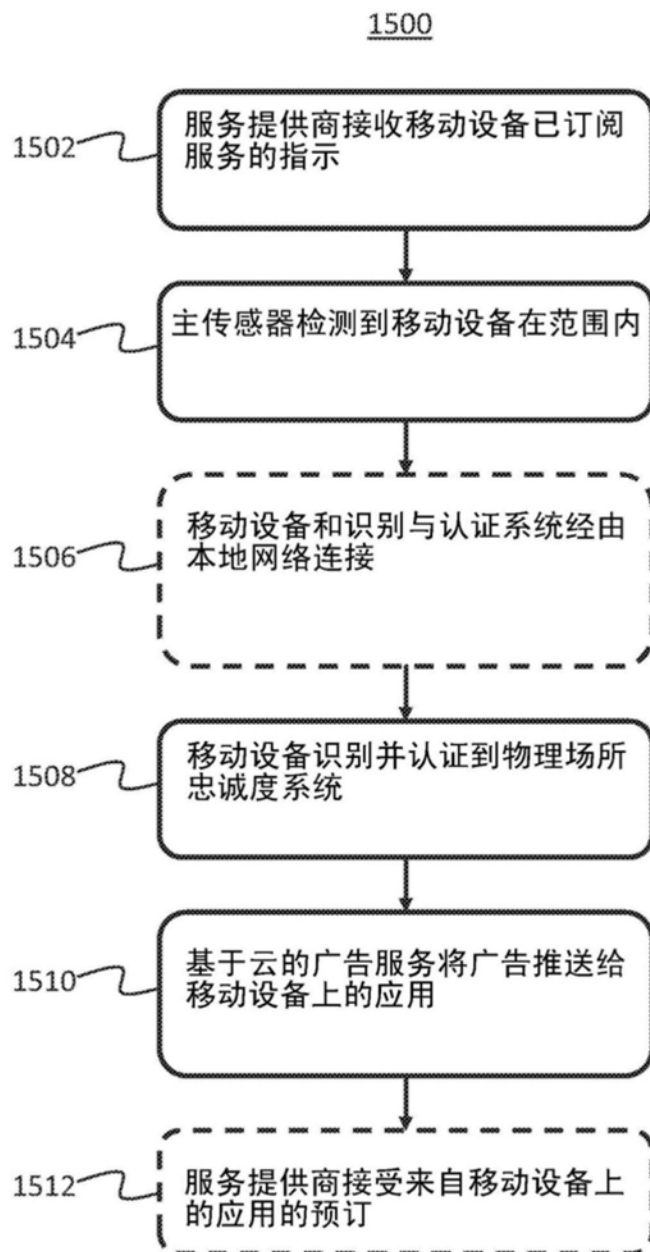 1500
1502
服务提供商接收移动设备已订阅
服务的指示
1504
主传感器检测到移动设备在范围内
1506
移动设备和识别与认证系统经由
本地网络连接
1508
移动设备识别并认证到物理场所
忠诚度系统
1510
基于云的广告服务将广告推送给
移动设备上的应用
1512
服务提供商接受来自移动设备上
的应用的预订